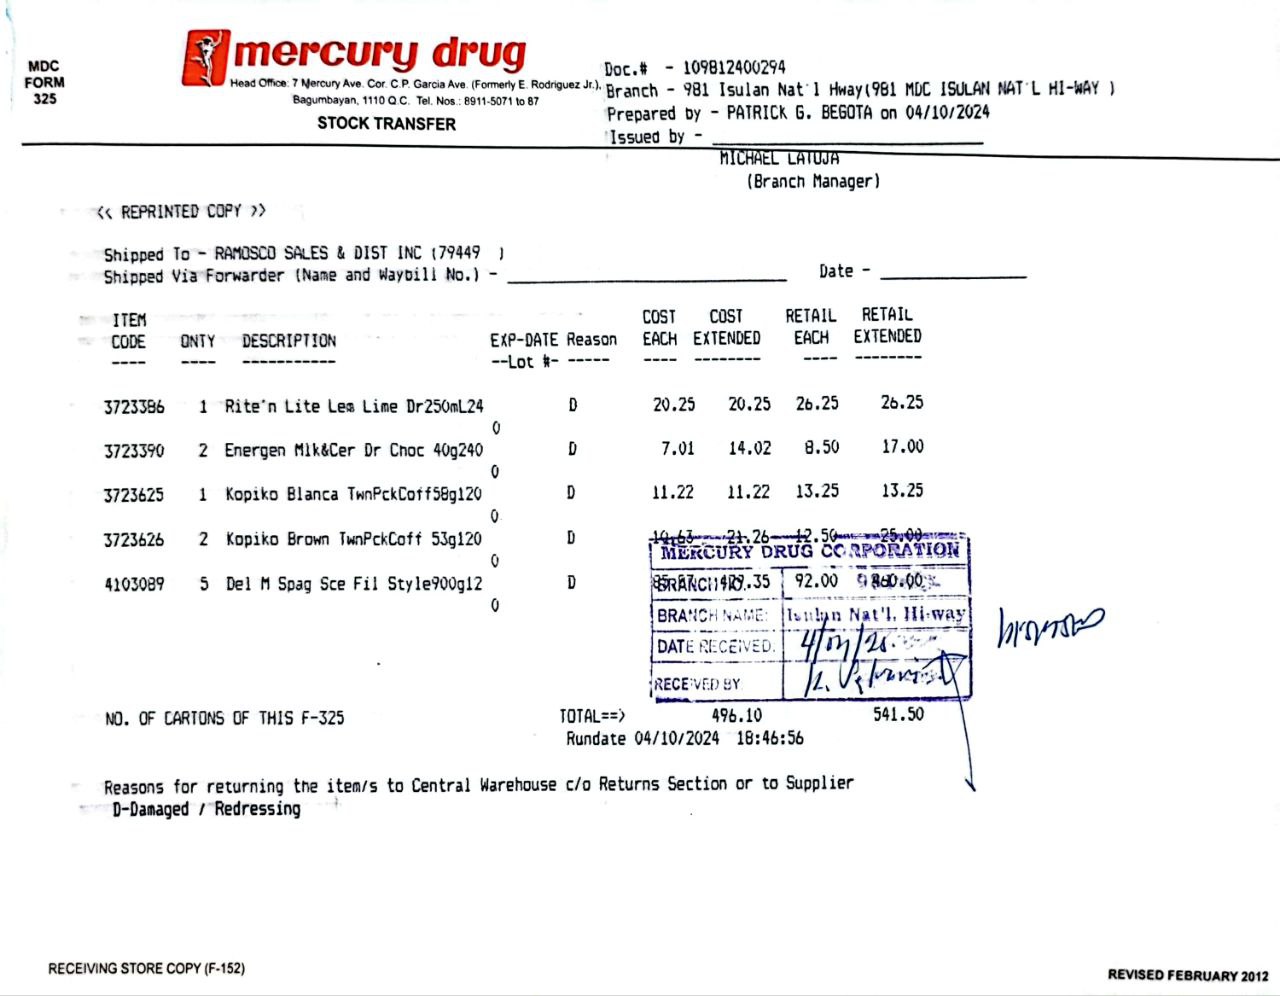 MDC
FORM
325
mercury drug
Head Office: 7 Mercury Ave. Cor. C.P. Garcia Ave. (Formerly E. Rodriguez Jr.),
Bagumbayan, 1110 Q.C. Tel. Nos.: 8911-5071 to 87
STOCK TRANSFER
Doc.# - 109812400294
Branch - 981 Isulan Nat'l Hway(981 MDC ISULAN NAT'L HI-WAY )
Prepared by - PATRICK G. BEGOTA on 04/10/2024
Issued by -
MICHAEL LATUJA
(Branch Manager)
<< REPRINTED COPY >>
Shipped To - RAMOSCO SALES & DIST INC (79449 )
Shipped Via Forwarder (Name and Waybill No.) - Date -
ITEM COST COST RETAIL RETAIL
CODE QNTY DESCRIPTION EXP-DATE Reason EACH EXTENDED EACH EXTENDED
---- ---- ----------- --Lot #- ----- ---- -------- ---- --------
3723386 1 Rite'n Lite Lem Lime Dr250mL24 D 20.25 20.25 26.25 26.25
0
3723390 2 Energen Mlk&Cer Dr Choc 40g240 D 7.01 14.02 8.50 17.00
0
3723625 1 Kopiko Blanca TwnPckCoff58g120 D 11.22 11.22 13.25 13.25
0
3723626 2 Kopiko Brown TwnPckCoff 53g120 D 10.63 21.26 12.50 25.00
0
4103089 5 Del M Spag Sce Fil Style900g12 D 92.00
0
MERCURY DRUG CORPORATION
BRANCH NAME: Isulan Nat'l. Hi-way
DATE RECEIVED:
RECEIVED BY
NO. OF CARTONS OF THIS F-325 TOTAL==> 496.10 541.50
Rundate 04/10/2024 18:46:56
Reasons for returning the item/s to Central Warehouse c/o Returns Section or to Supplier
D-Damaged / Redressing
RECEIVING STORE COPY (F-152)
REVISED FEBRUARY 2012